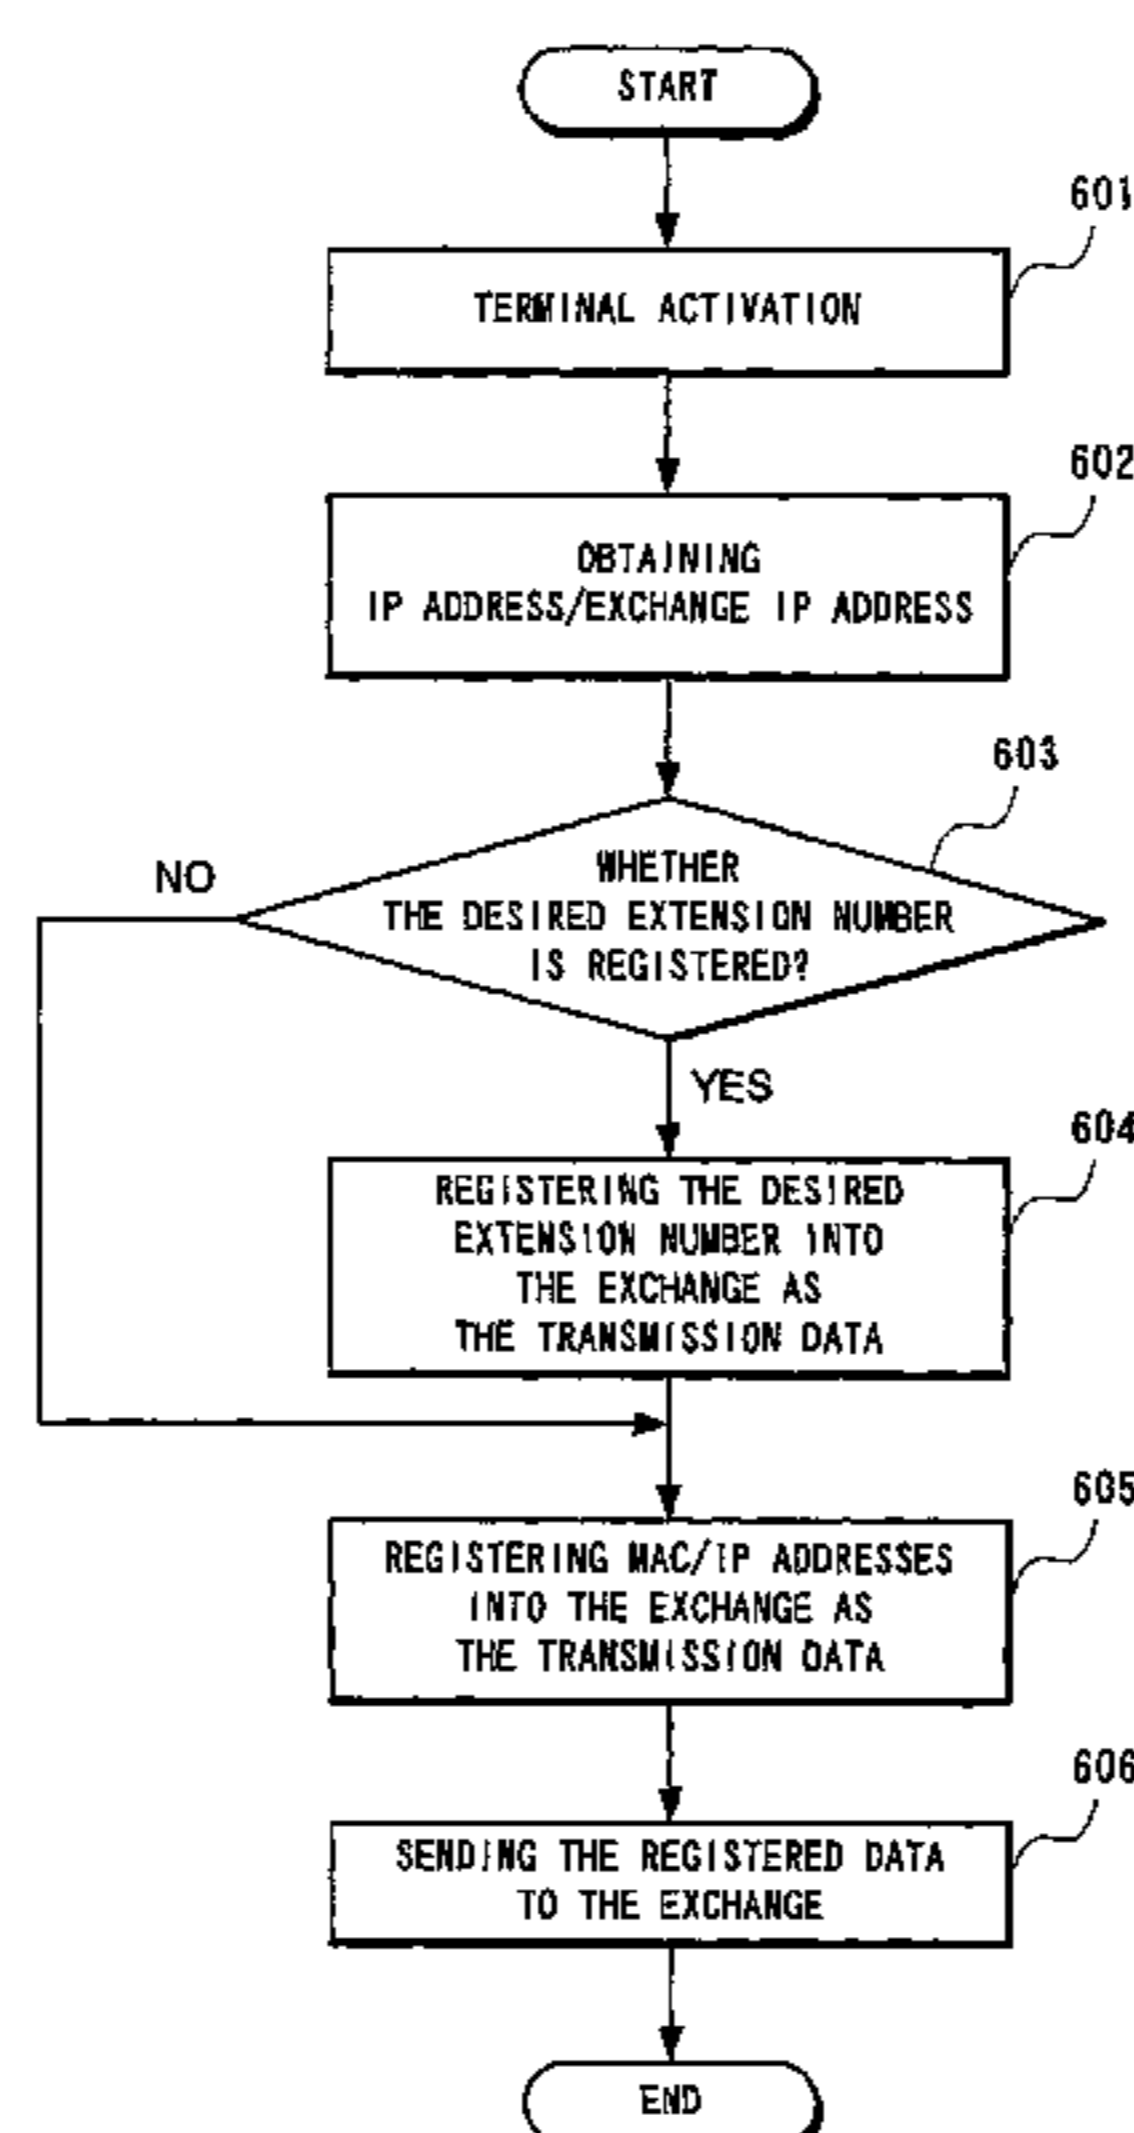 START
601
TERMINAL ACTIVATION
602
OBTAINING
IP ADDRESS/EXCHANGE IP ADDRESS
603
WHETHER
THE DESIRED EXTENSION NUMBER
IS REGISTERED?
NO
YES
604
REGISTERING THE DESIRED
EXTENSION NUMBER INTO
THE EXCHANGE AS
THE TRANSMISSION DATA
605
REGISTERING MAC/IP ADDRESSES
INTO THE EXCHANGE AS
THE TRANSMISSION DATA
606
SENDING THE REGISTERED DATA
TO THE EXCHANGE
END